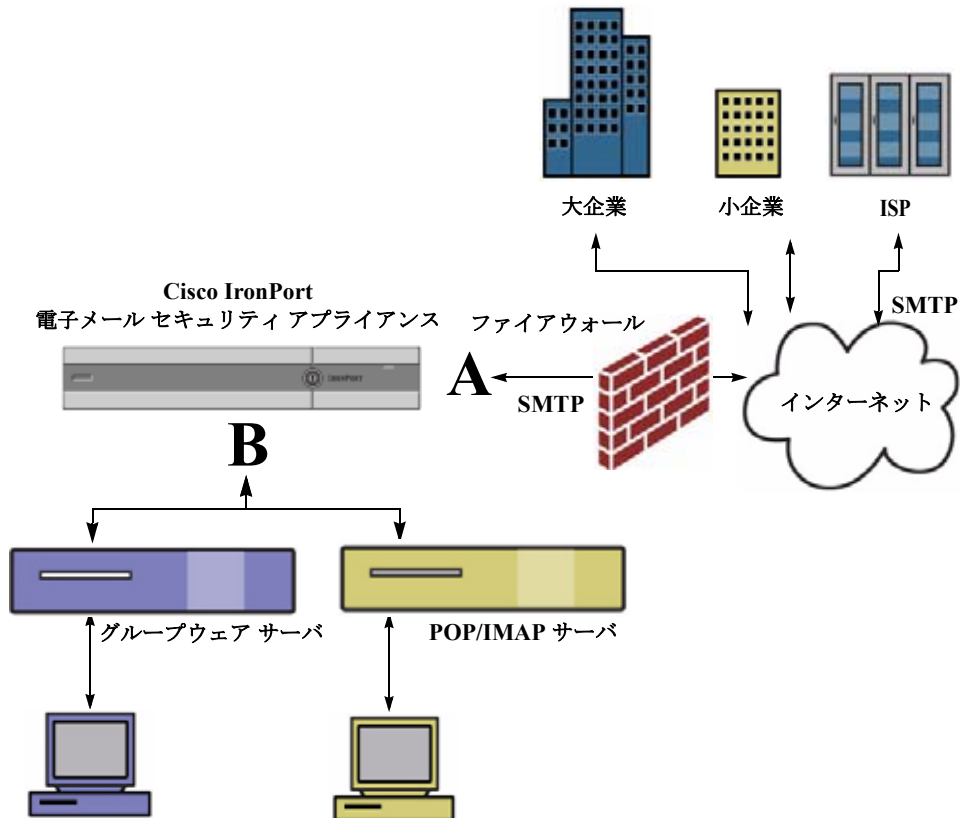 大企業
小企業
ISP
Cisco IronPort
電子メール セキュリティ アプライアンス
ファイアウォール
SMTP
A
SMTP
インターネット
IRONPORT
B
グループウェア サーバ
POP/IMAP サーバ